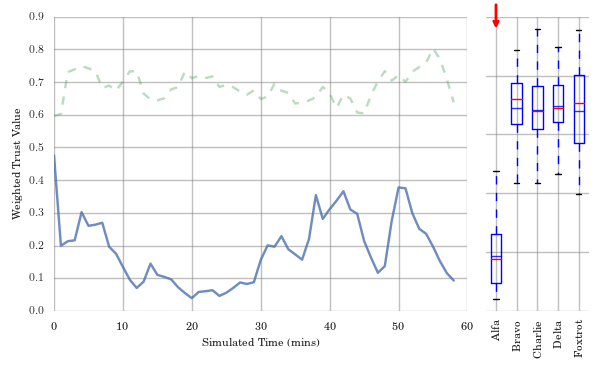 0.9
0.8
0.7
0.6
0.5
0.4
0.3
0.2
0.1
0.0
Weighted Trust Value
0 10 20 30 40 50 60
Simulated Time (mins)
Alfa
Bravo
Charlie
Delta
Foxtrot